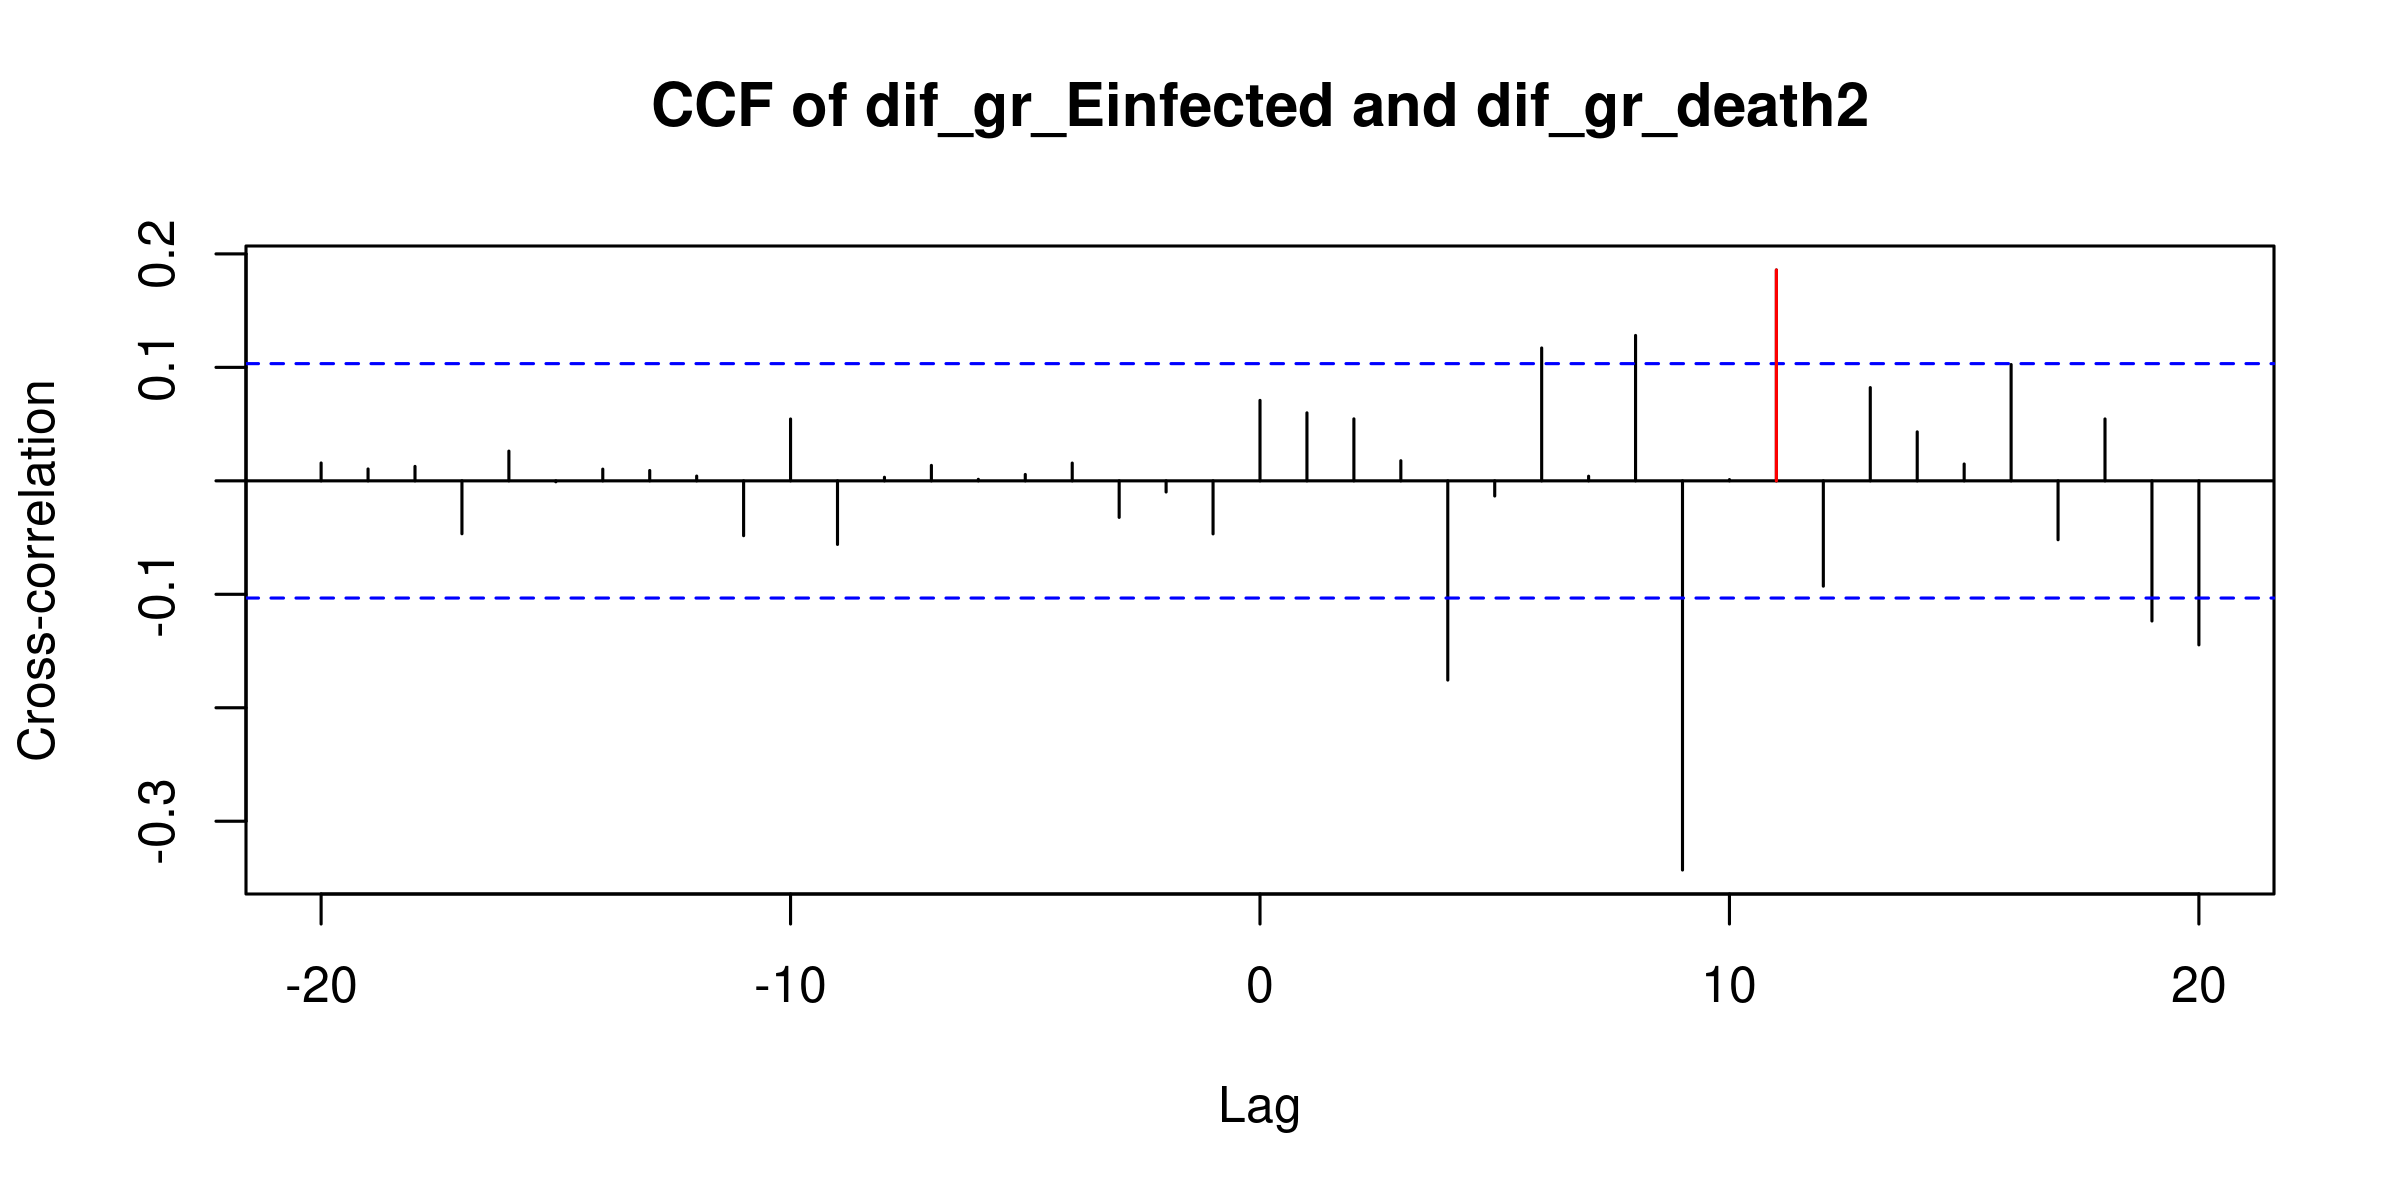 CCF of dif_gr_Einfected and dif_gr_death2
Cross-correlation
0.2
0.1
-0.1
-0.3
-20 -10 0 10 20
Lag